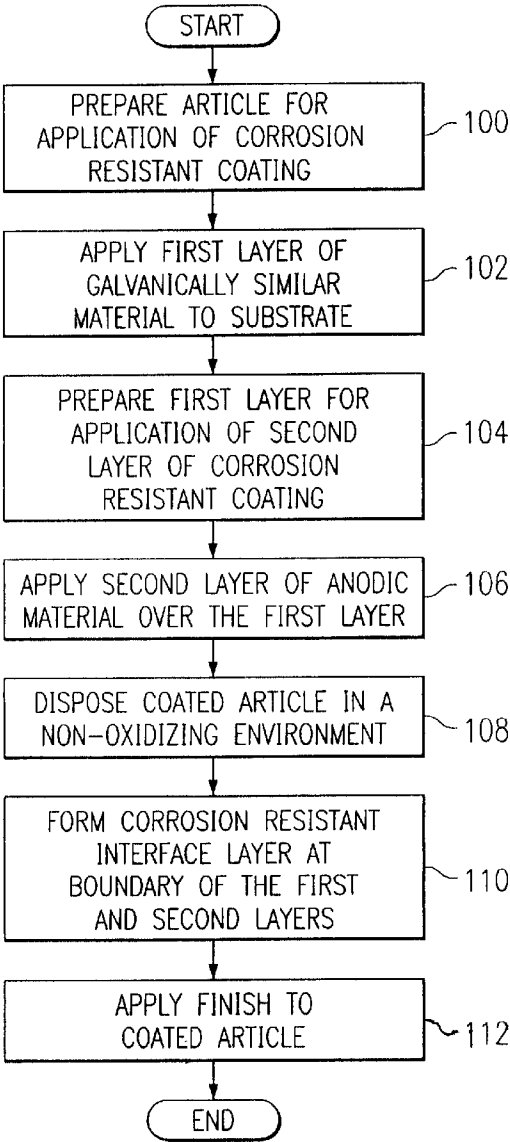 START
PREPARE ARTICLE FOR
APPLICATION OF CORROSION
RESISTANT COATING
100
APPLY FIRST LAYER OF
GALVANICALLY SIMILAR
MATERIAL TO SUBSTRATE
102
PREPARE FIRST LAYER FOR
APPLICATION OF SECOND
LAYER OF CORROSION
RESISTANT COATING
104
APPLY SECOND LAYER OF ANODIC
MATERIAL OVER THE FIRST LAYER
106
DISPOSE COATED ARTICLE IN A
NON-OXIDIZING ENVIRONMENT
108
FORM CORROSION RESISTANT
INTERFACE LAYER AT
BOUNDARY OF THE FIRST
AND SECOND LAYERS
110
APPLY FINISH TO
COATED ARTICLE
112
END